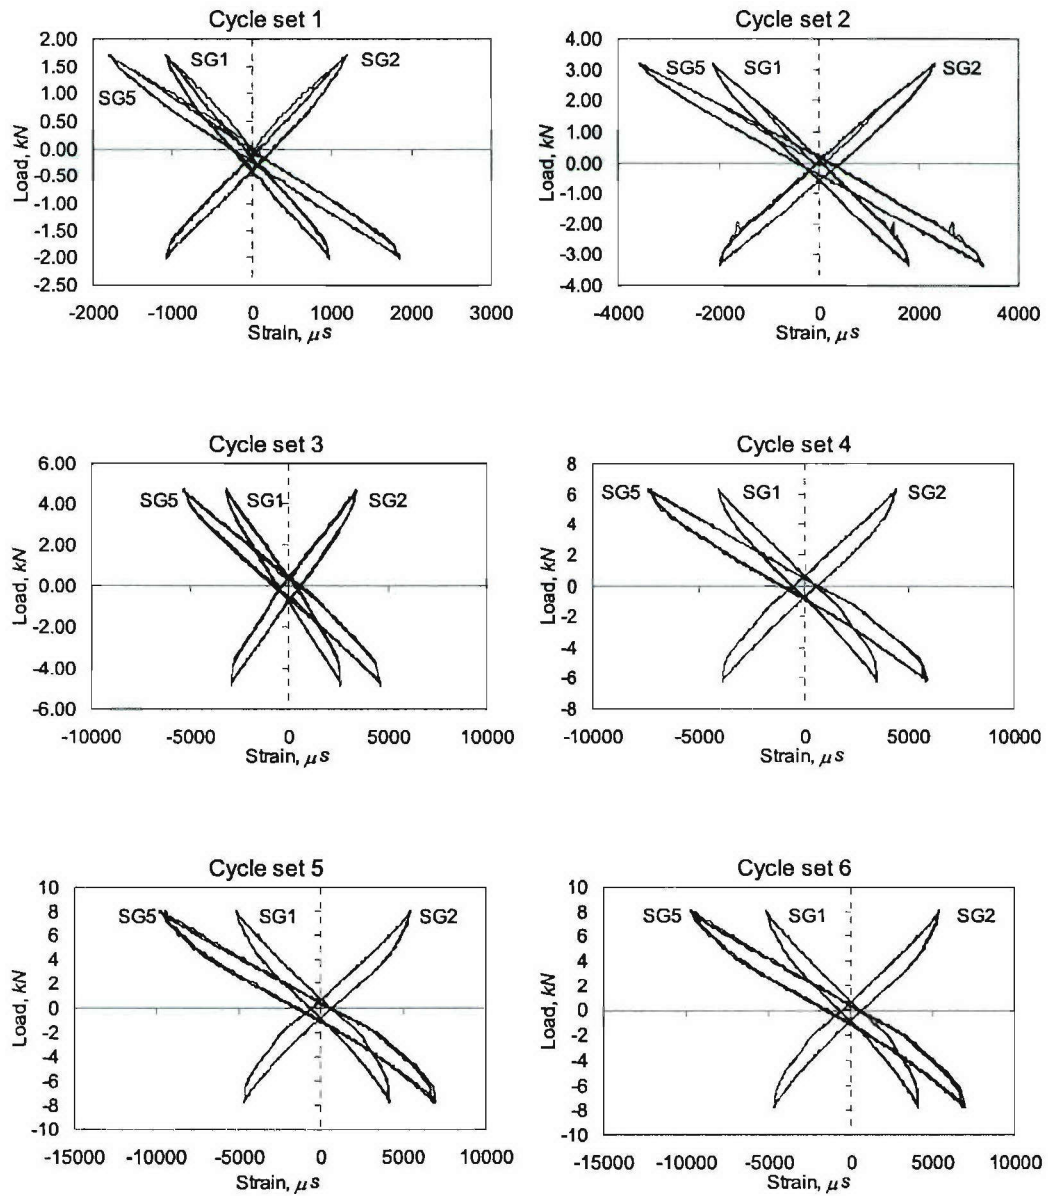 Cycle set 1
2.00
1.50
1.00
0.50
0.00
-0.50
-1.00
-1.50
-2.00
-2.50
Load, kN
SG5
SG1
SG2
-2000 -1000 0 1000 2000 3000
Strain, μs
Cycle set 2
4.00
3.00
2.00
1.00
0.00
-1.00
-2.00
-3.00
-4.00
Load, kN
SG5
SG1
SG2
-4000 -2000 0 2000 4000
Strain, μs
Cycle set 3
6.00
4.00
2.00
0.00
-2.00
-4.00
-6.00
Load, kN
SG5
SG1
SG2
-10000 -5000 0 5000 10000
Strain, μs
Cycle set 4
8
6
4
2
0
-2
-4
-6
-8
Load, kN
SG5
SG1
SG2
-10000 -5000 0 5000 10000
Strain, μs
Cycle set 5
10
8
6
4
2
0
-2
-4
-6
-8
-10
Load, kN
SG5
SG1
SG2
-15000 -10000 -5000 0 5000 10000
Strain, μs
Cycle set 6
10
8
6
4
2
0
-2
-4
-6
-8
-10
Load, kN
SG5
SG1
SG2
-15000 -10000 -5000 0 5000 10000
Strain, μs